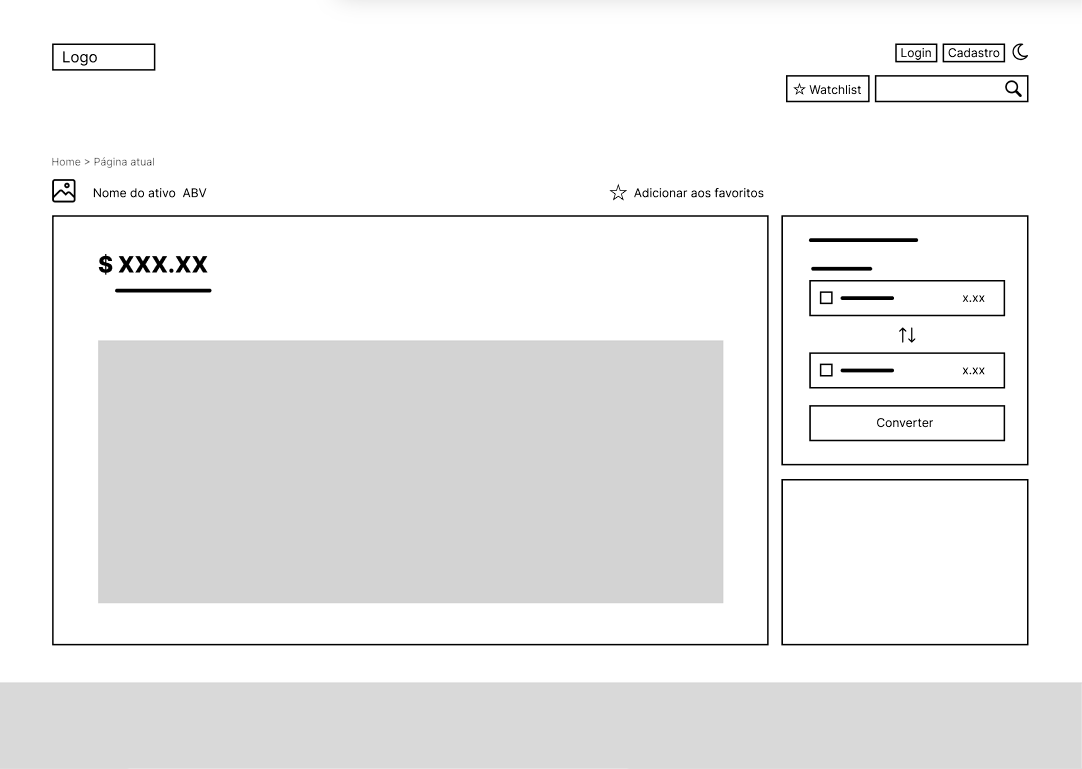 Logo
Login
Cadastro
Watchlist
Home > Página atual
Nome do ativo ABV
Adicionar aos favoritos
$ XXX.XX
x.xx
x.xx
Converter